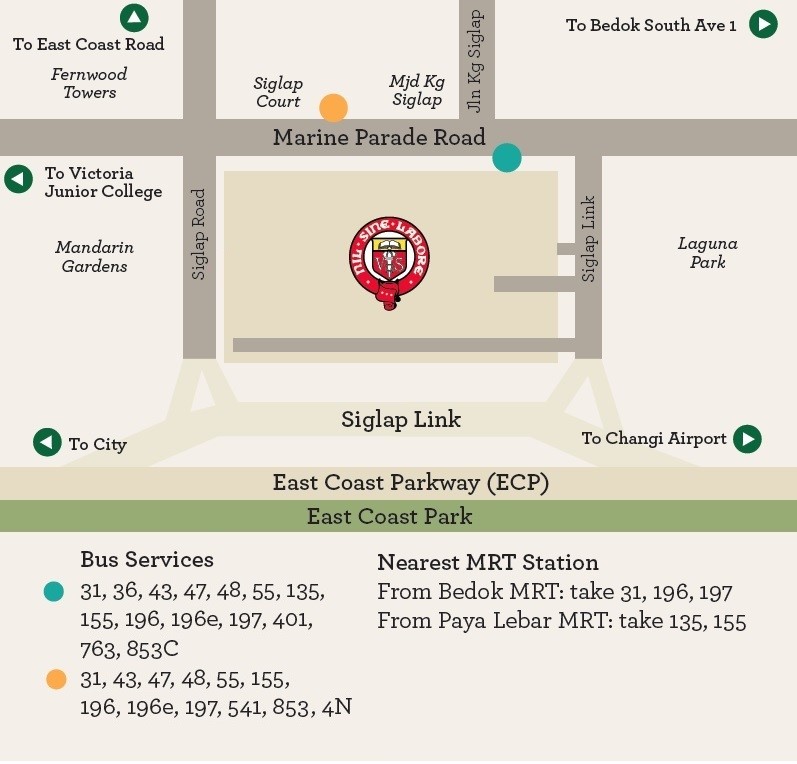 To East Coast Road
To Bedok South Ave 1
Jln Kg Siglap
Fernwood
Towers
Siglap
Court
Mjd Kg
Siglap
Marine Parade Road
To Victoria
Junior College
Siglap Road
NIL · SINE · LABORE
VS
Siglap Link
Mandarin
Gardens
Laguna
Park
Siglap Link
To City
To Changi Airport
East Coast Parkway (ECP)
East Coast Park
Bus Services
31, 36, 43, 47, 48, 55, 135,
155, 196, 196e, 197, 401,
763, 853C
31, 43, 47, 48, 55, 155,
196, 196e, 197, 541, 853, 4N
Nearest MRT Station
From Bedok MRT: take 31, 196, 197
From Paya Lebar MRT: take 135, 155